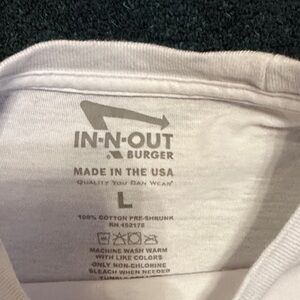 IN-N-OUT
BURGER
MADE IN THE USA
QUALITY YOU CAN WEAR®
L
100% COTTON PRE-SHRUNK
RN 452178
MACHINE WASH WARM
WITH LIKE COLORS
ONLY NON-CHLORINE
BLEACH WHEN NEEDED